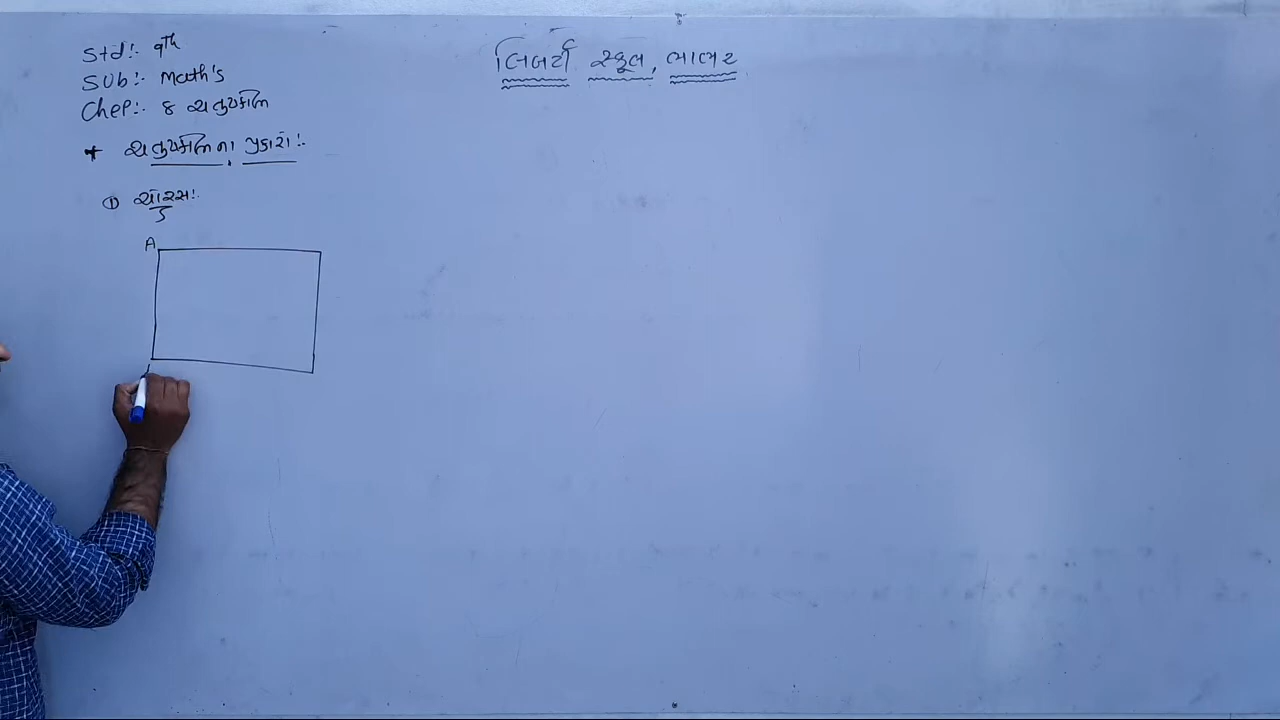 Std:- 9th
Sub:- Math's
Chep:- 8 ચતુષ્કોણ
લિબર્ટી સ્કૂલ, ભાભર
* ચતુષ્કોણના પ્રકારો:-
① ચોરસ:-
A